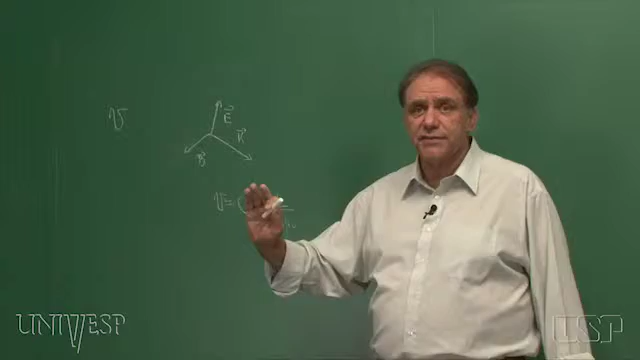 v
E⃗
K⃗
B⃗
v =
UNIVESP
USP